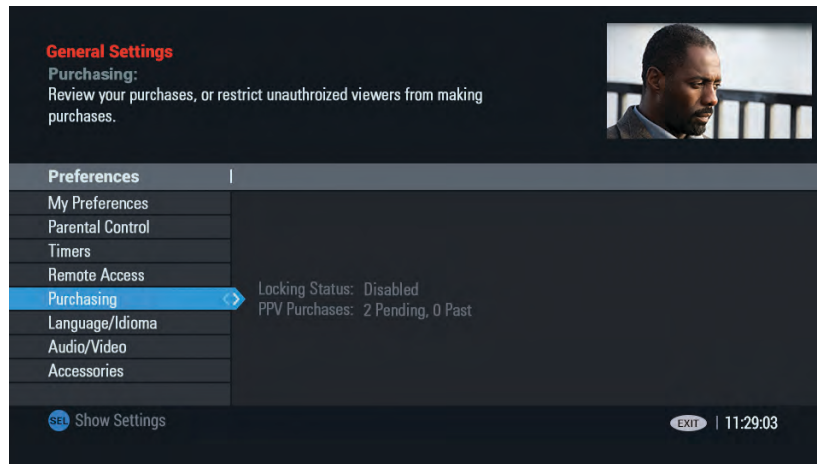 General Settings
Purchasing:
Review your purchases, or restrict unauthroized viewers from making
purchases.
Preferences
My Preferences
Parental Control
Timers
Remote Access
Purchasing
Language/Idioma
Audio/Video
Accessories
Locking Status: Disabled
PPV Purchases: 2 Pending, 0 Past
SEL Show Settings
EXIT | 11:29:03